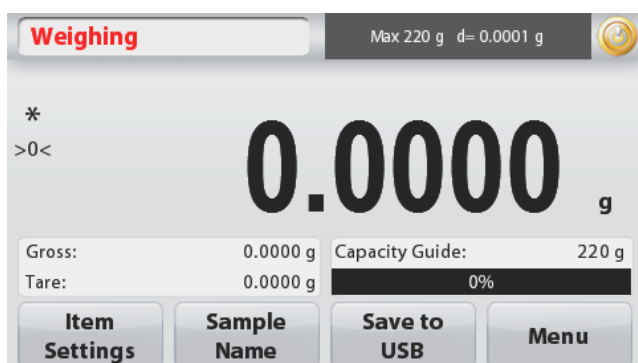 Weighing
Max 220 g d= 0.0001 g
*
>0<
0.0000 g
Gross: 0.0000 g
Tare: 0.0000 g
Capacity Guide: 220 g
0%
Item Settings
Sample Name
Save to USB
Menu